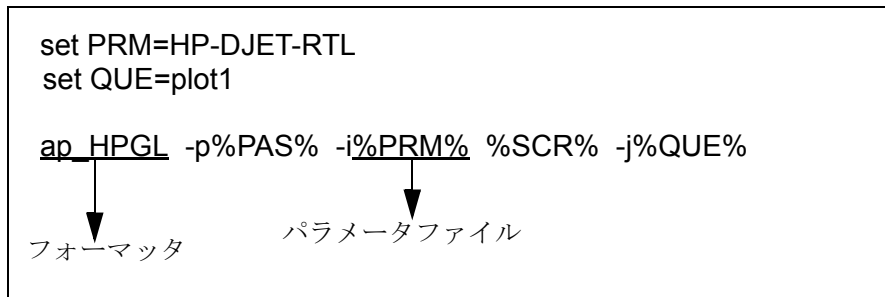 set PRM=HP-DJET-RTL
set QUE=plot1
ap_HPGL -p%PAS% -i%PRM% %SCR% -j%QUE%
フォーマッタ
パラメータファイル